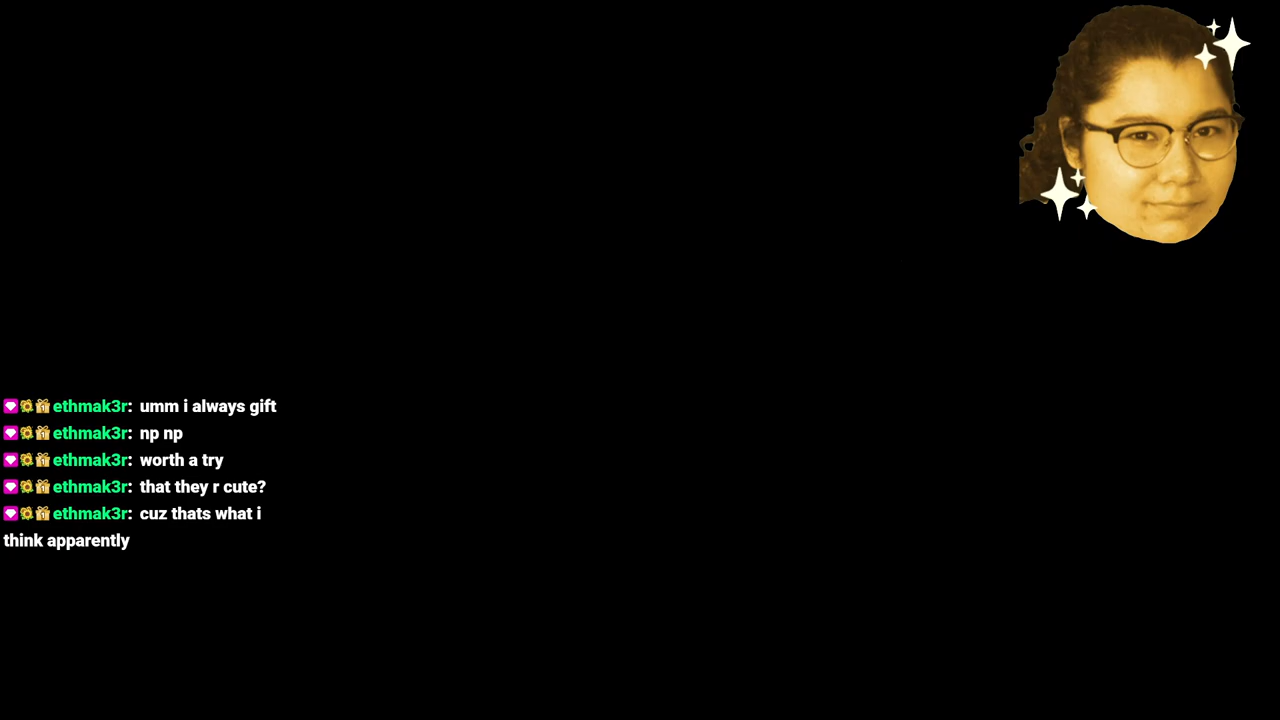 ethmak3r: umm i always gift
ethmak3r: np np
ethmak3r: worth a try
ethmak3r: that they r cute?
ethmak3r: cuz thats what i
think apparently